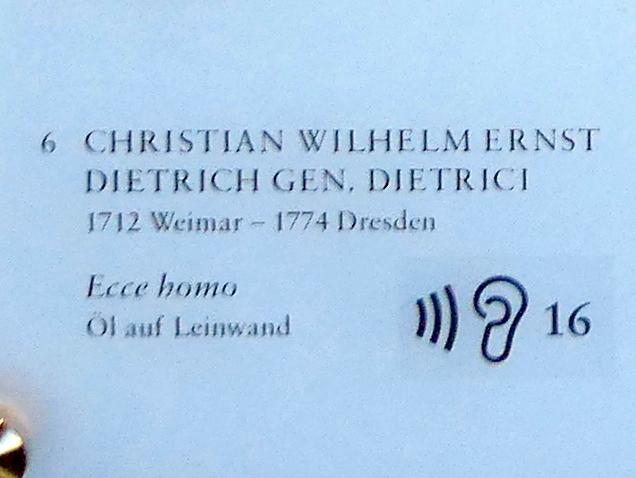 6 CHRISTIAN WILHELM ERNST
DIETRICH GEN. DIETRICI
1712 Weimar – 1774 Dresden
Ecce homo
Öl auf Leinwand
16